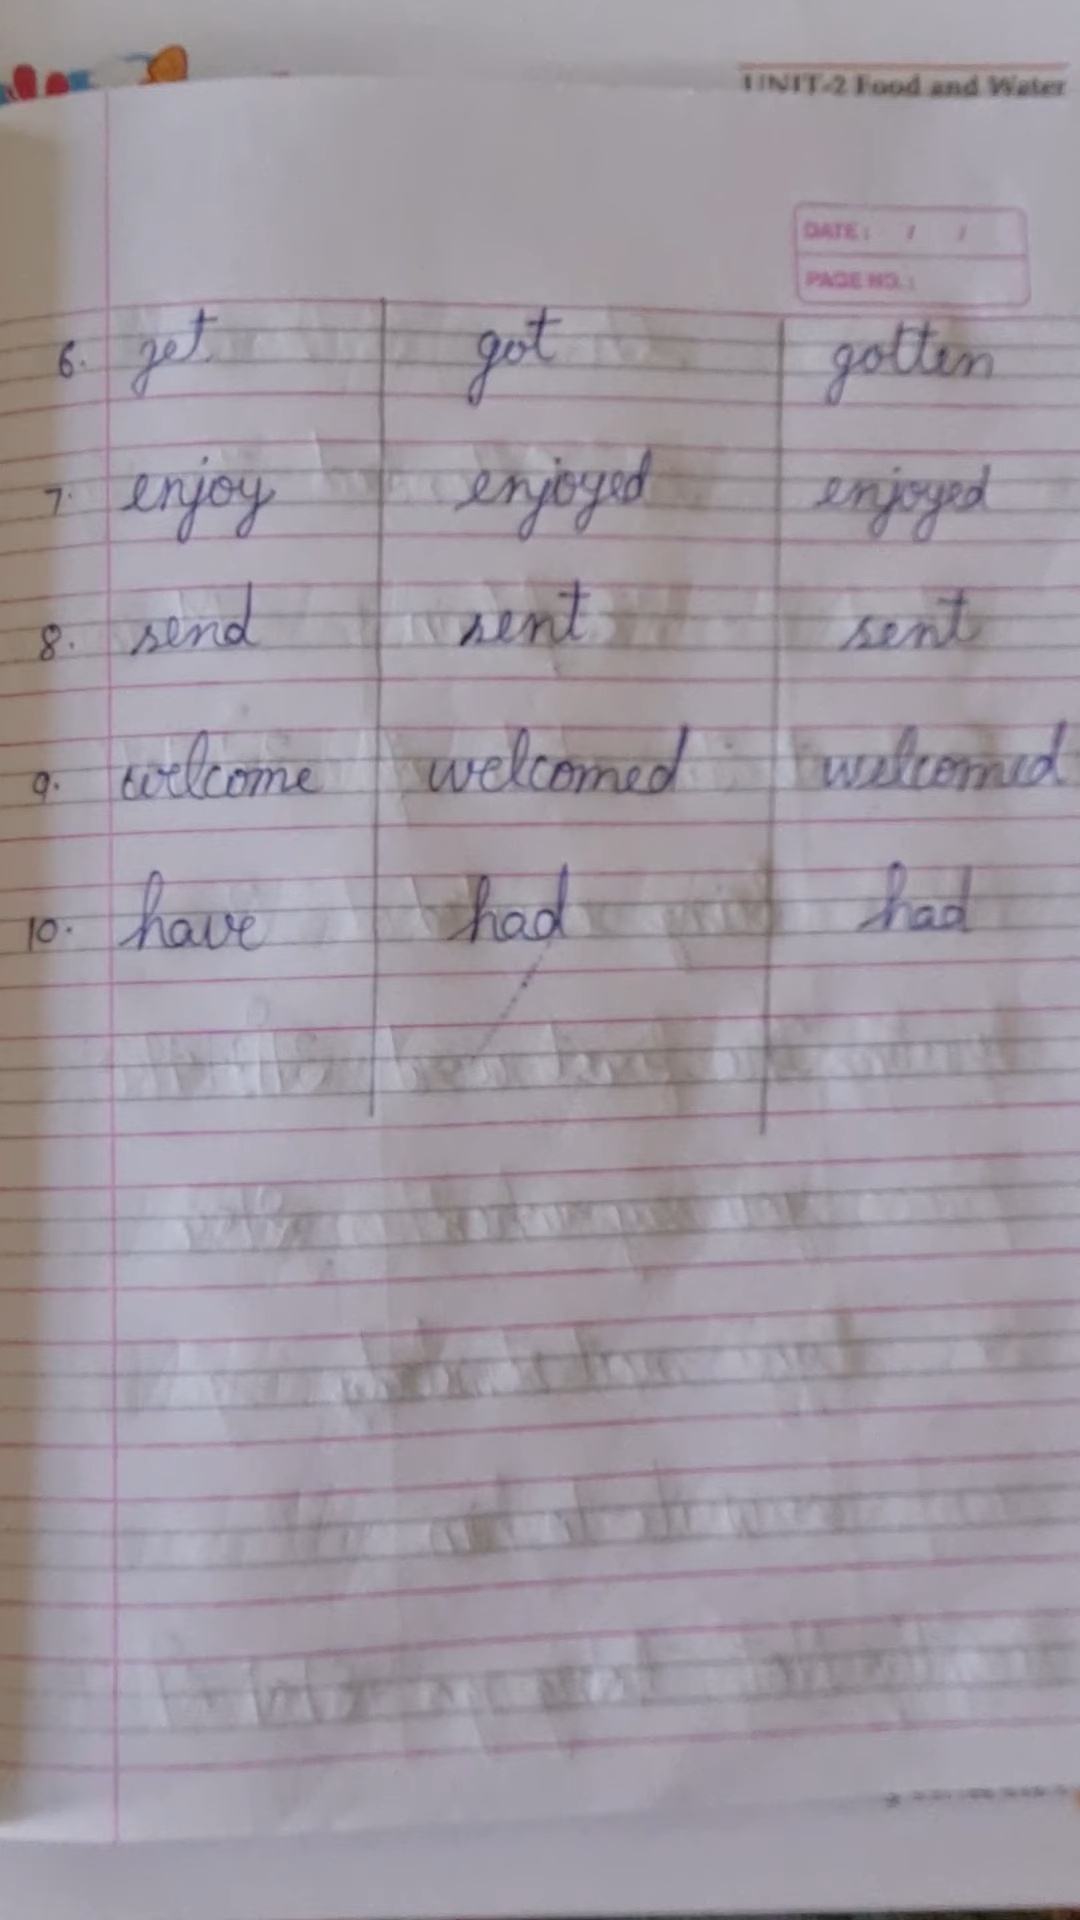 UNIT-2 Food and Water
DATE: / /
PAGE NO.:
6. get got gotten
7. enjoy enjoyed enjoyed
8. send sent sent
9. welcome welcomed welcomed
10. have had had